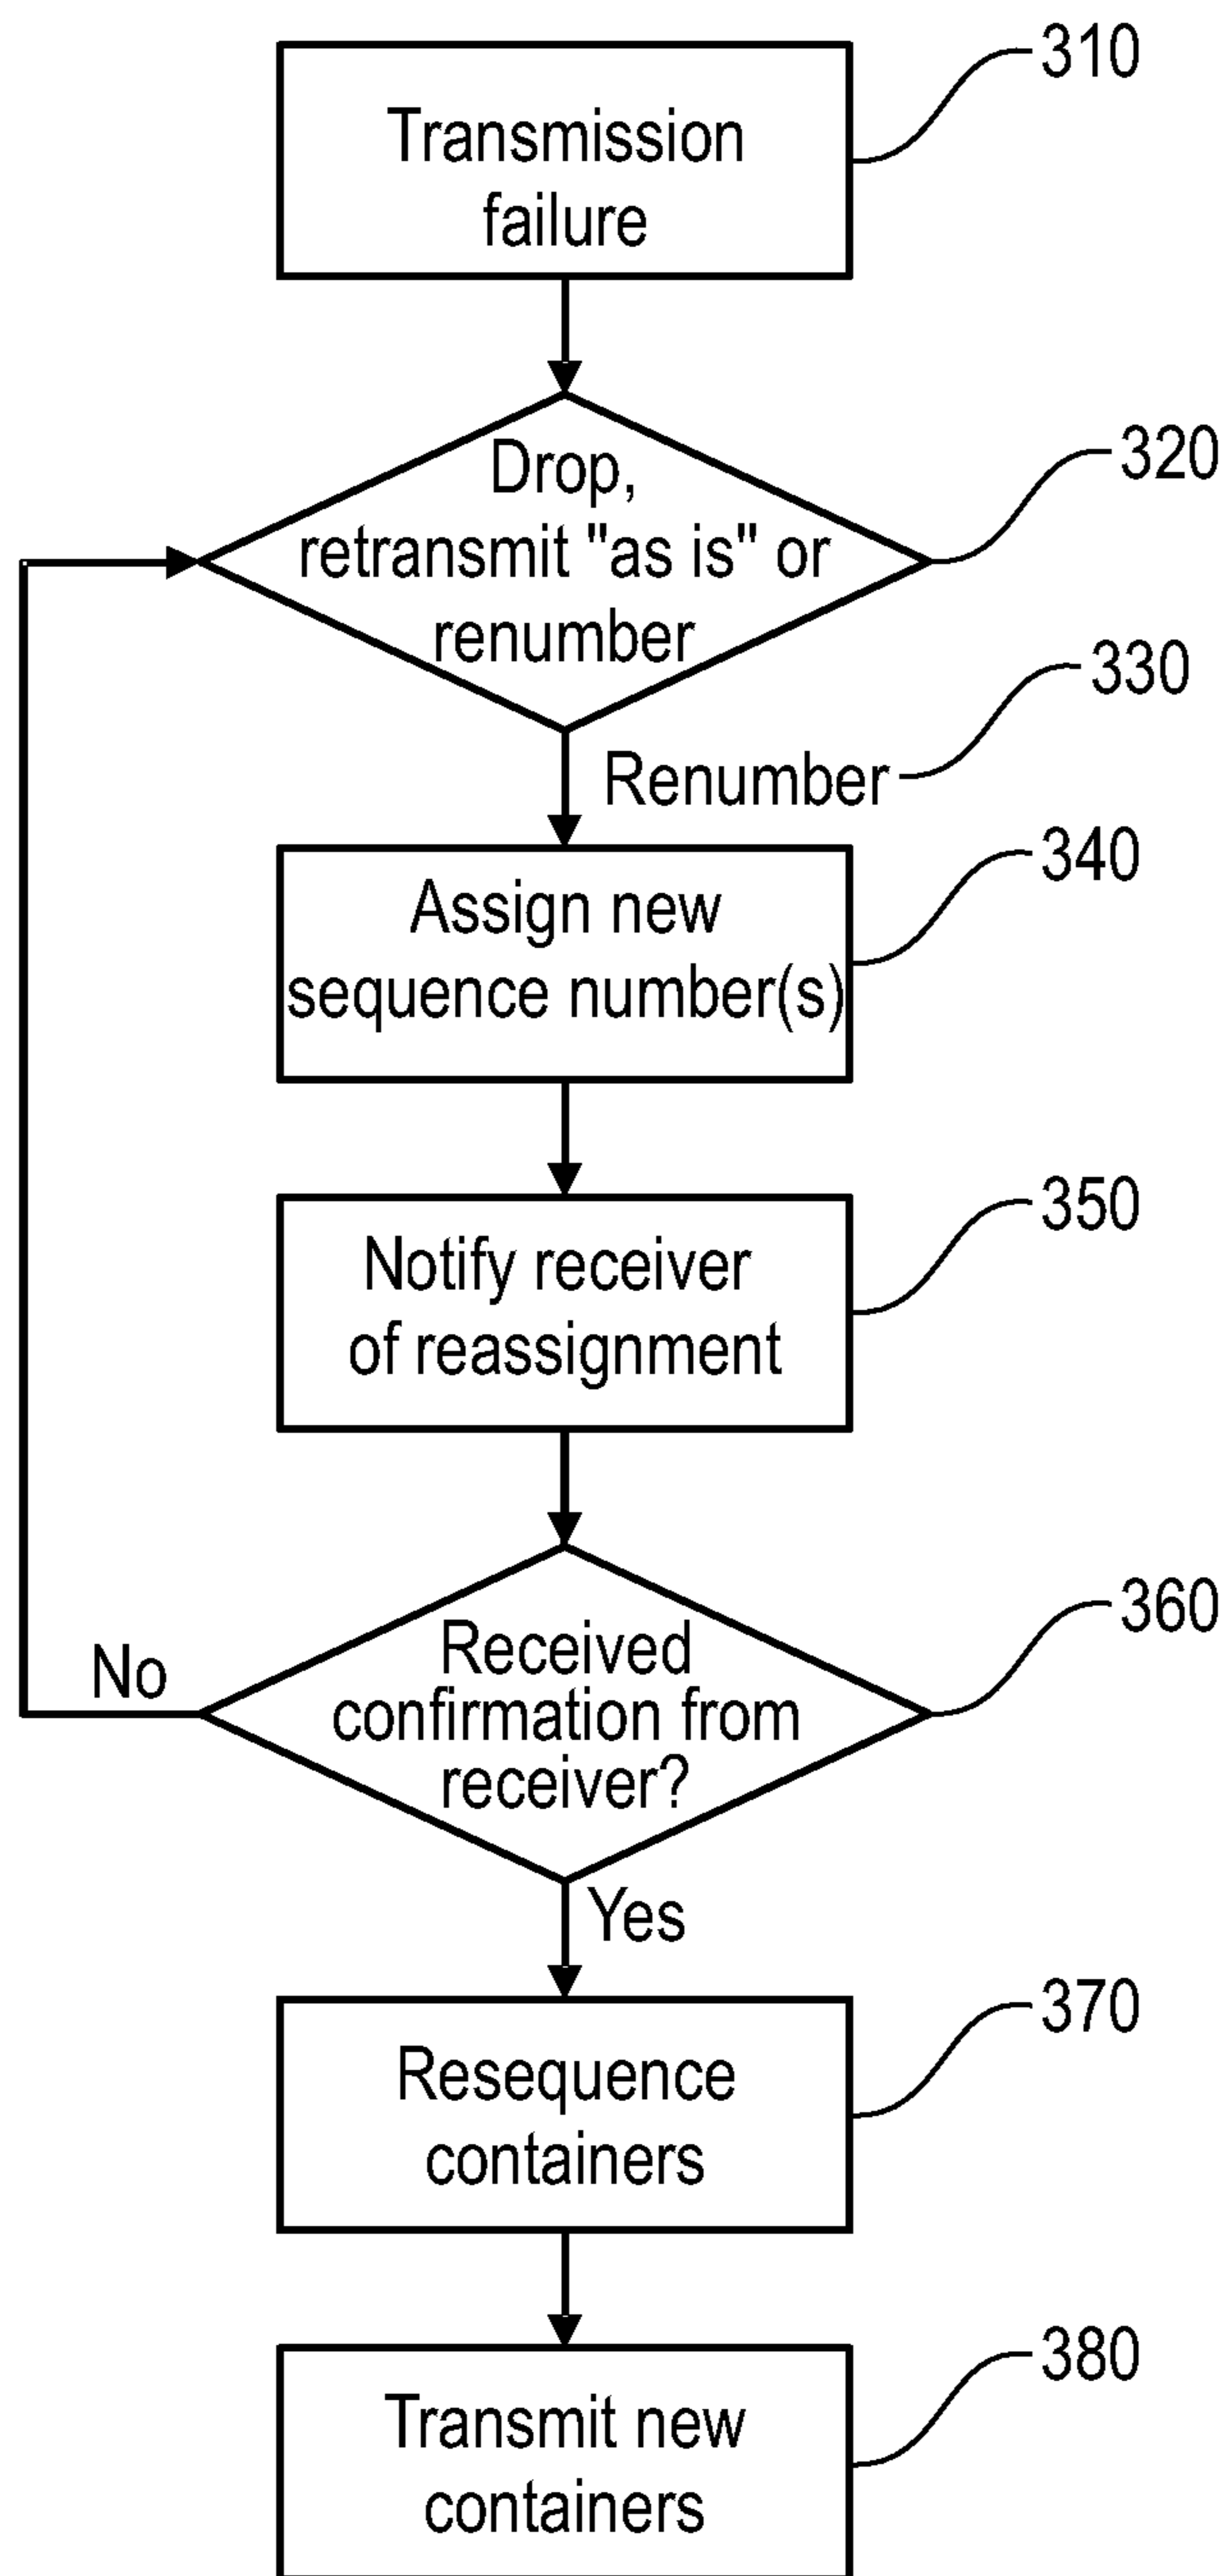 310
Transmission
failure
320
Drop,
retransmit "as is" or
renumber
330
Renumber
340
Assign new
sequence number(s)
350
Notify receiver
of reassignment
360
Received
confirmation from
receiver?
No
Yes
370
Resequence
containers
380
Transmit new
containers